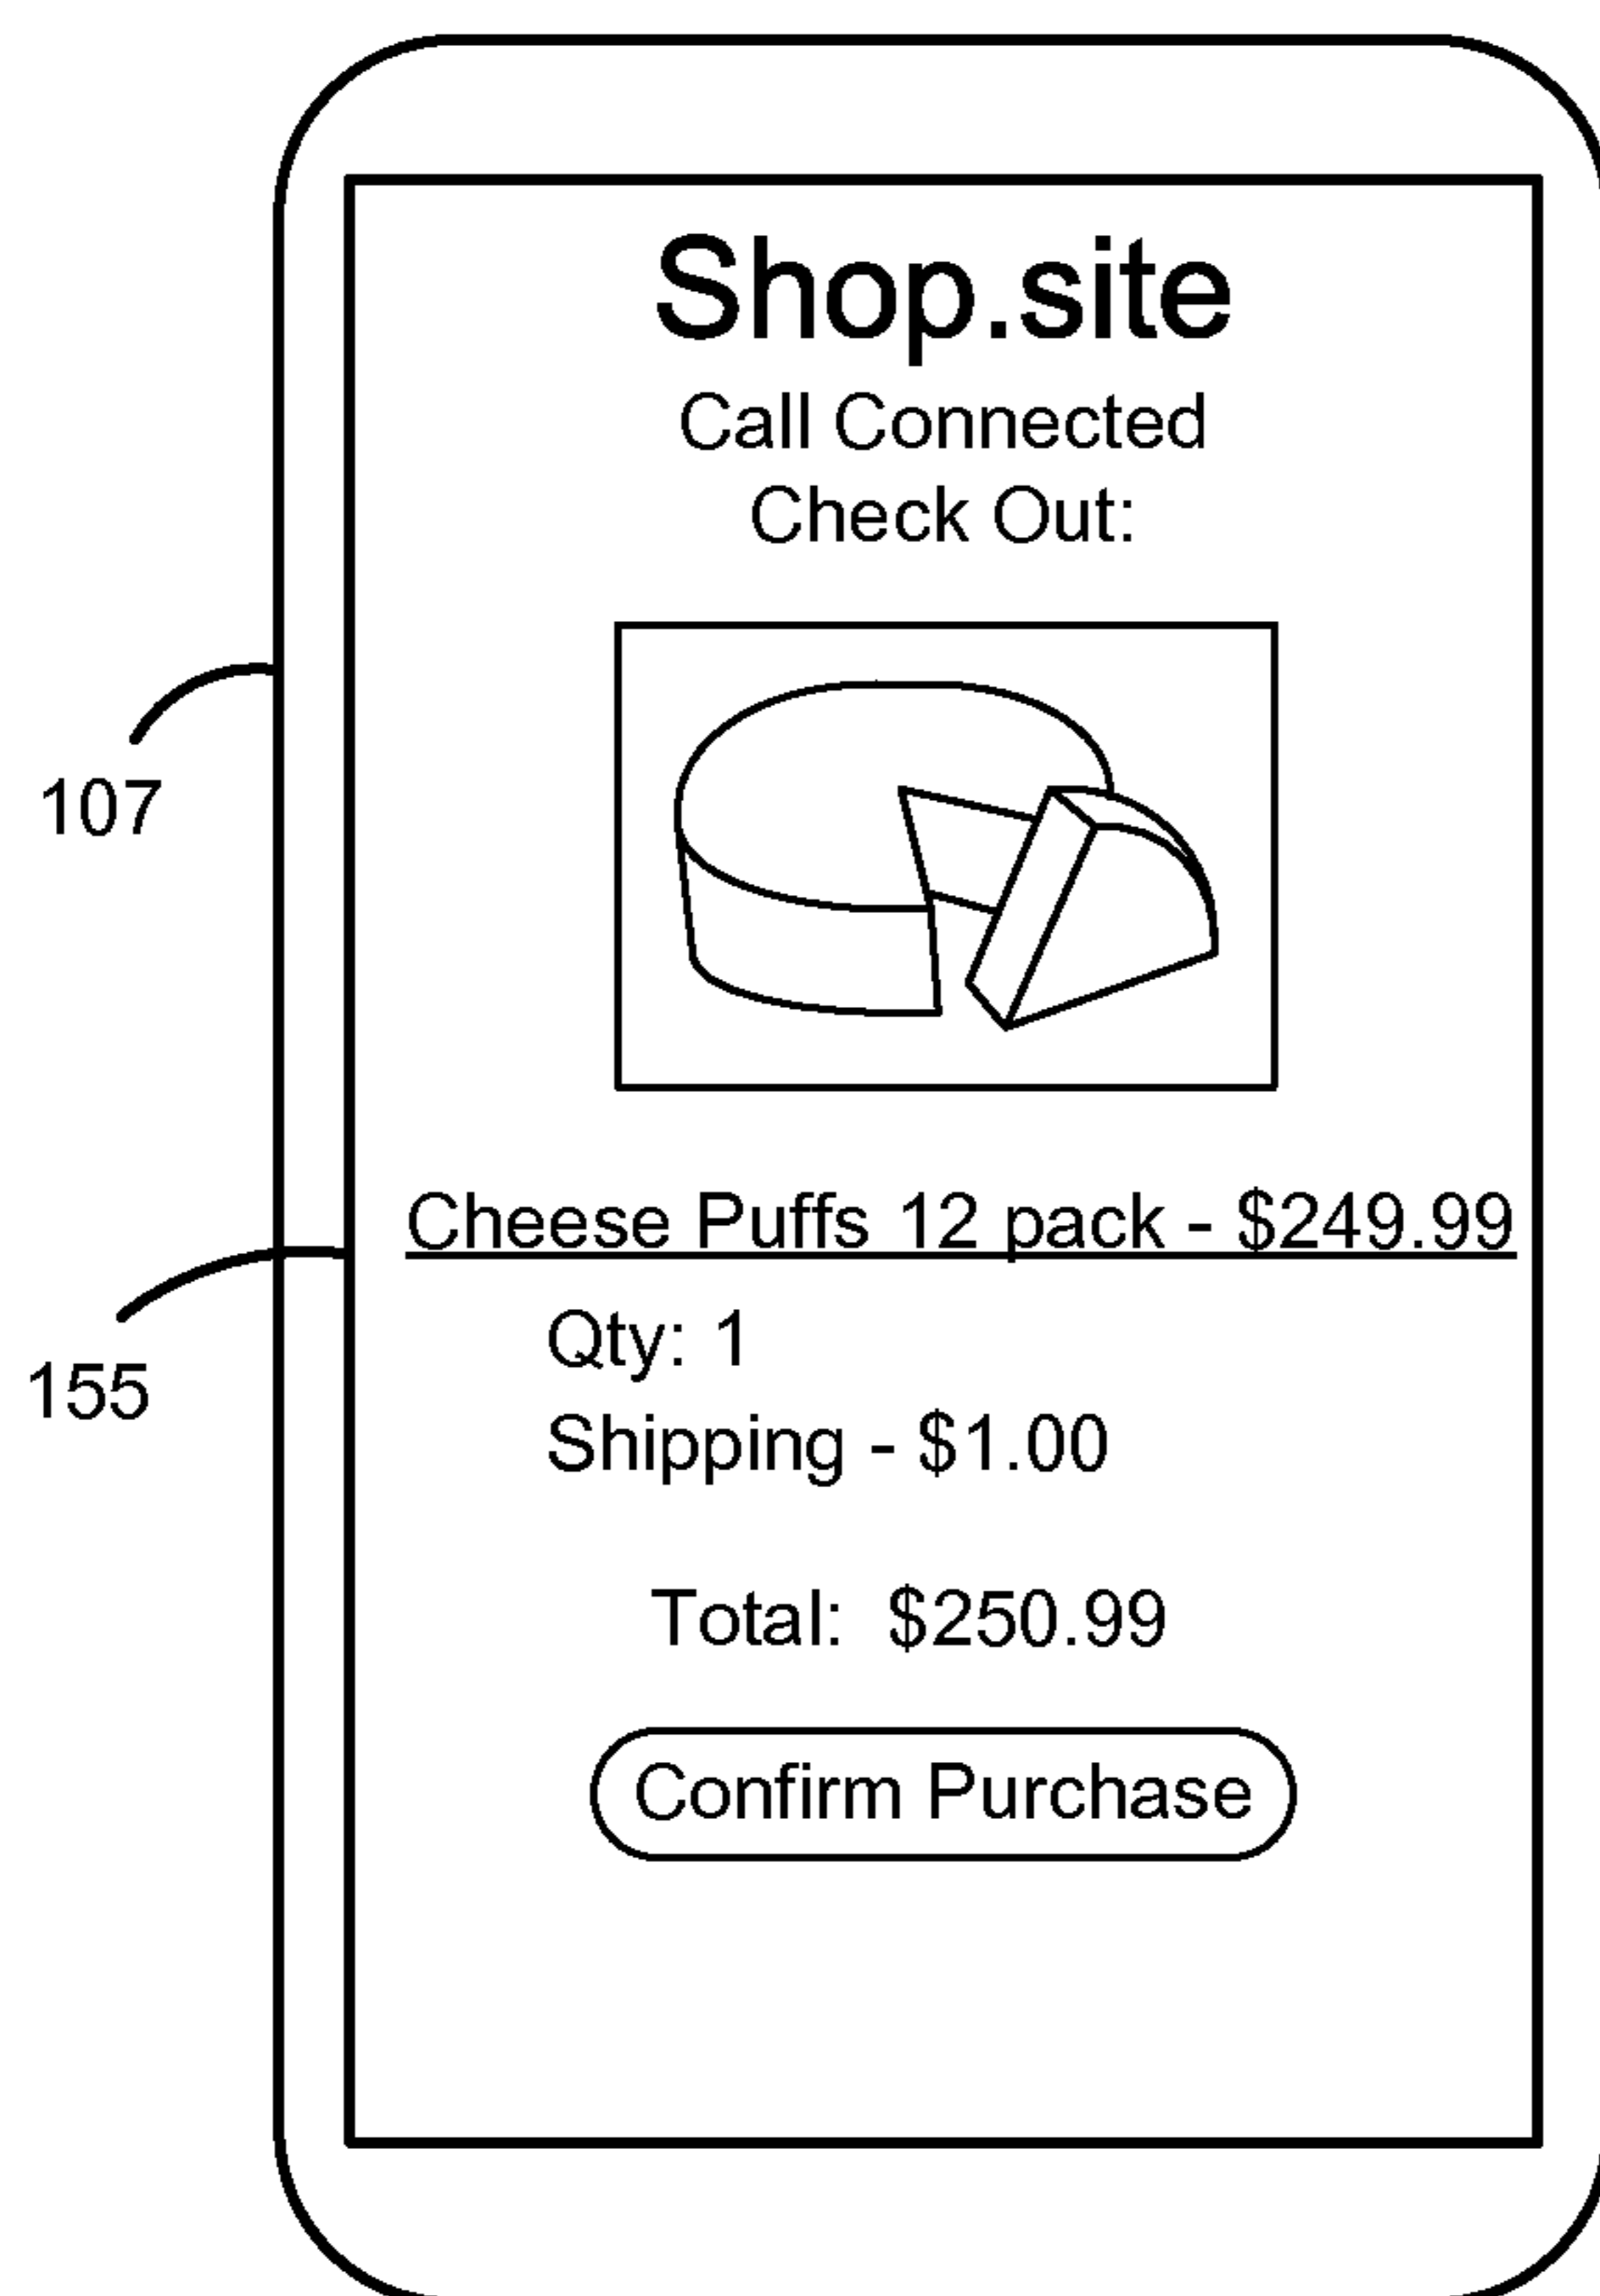 Shop.site
Call Connected
Check Out:
107
Cheese Puffs 12 pack - $249.99
155
Qty: 1
Shipping - $1.00
Total: $250.99
Confirm Purchase